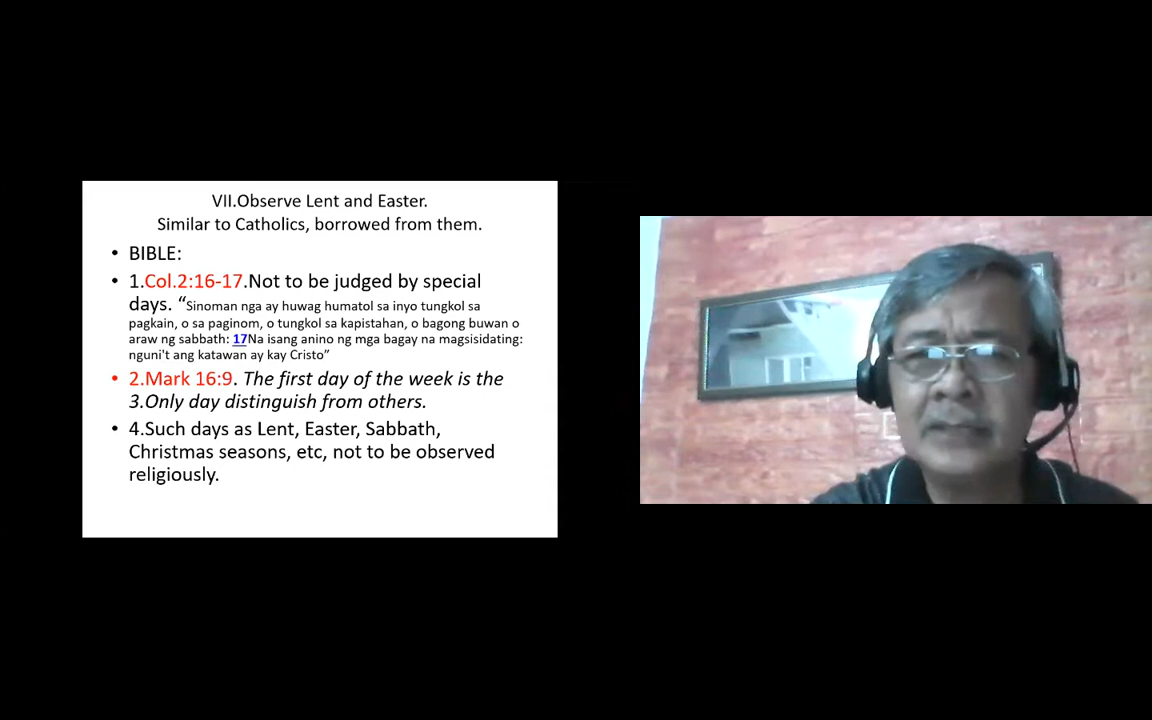 VII.Observe Lent and Easter.
Similar to Catholics, borrowed from them.
• BIBLE:
• 1.Col.2:16-17.Not to be judged by special
days. “Sinoman nga ay huwag humatol sa inyo tungkol sa
pagkain, o sa paginom, o tungkol sa kapistahan, o bagong buwan o
araw ng sabbath: 17Na isang anino ng mga bagay na magsisidating:
nguni't ang katawan ay kay Cristo”
• 2.Mark 16:9. The first day of the week is the
3.Only day distinguish from others.
• 4.Such days as Lent, Easter, Sabbath,
Christmas seasons, etc, not to be observed
religiously.